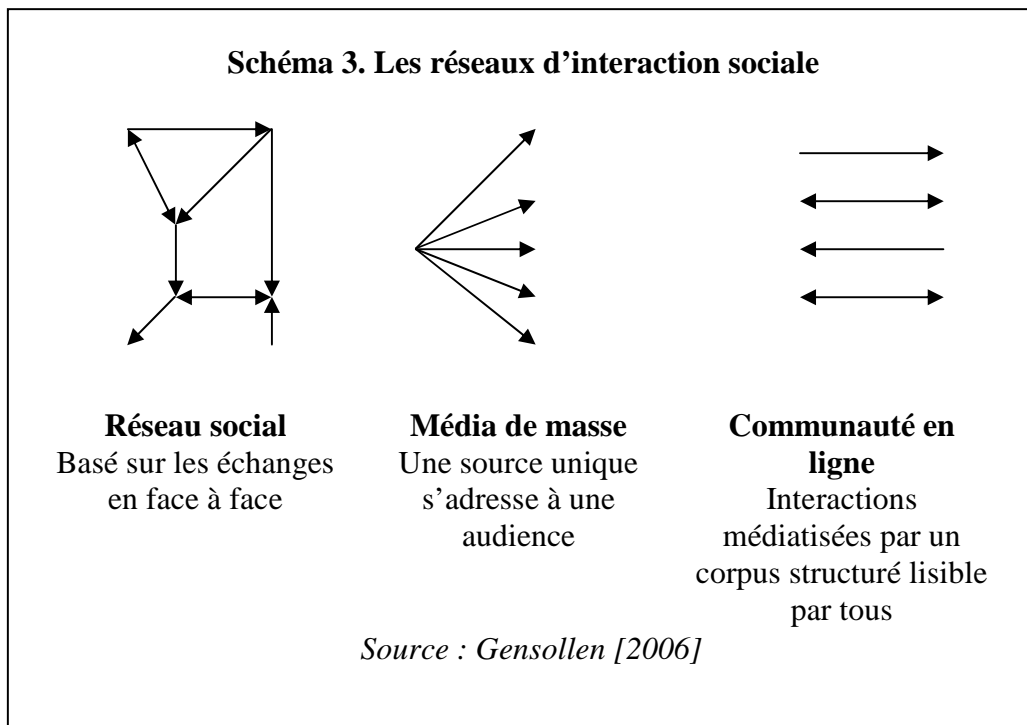 Schéma 3. Les réseaux d’interaction sociale
Réseau social
Basé sur les échanges
en face à face
Média de masse
Une source unique
s’adresse à une
audience
Communauté en
ligne
Interactions
médiatisées par un
corpus structuré lisible
par tous
Source : Gensollen [2006]